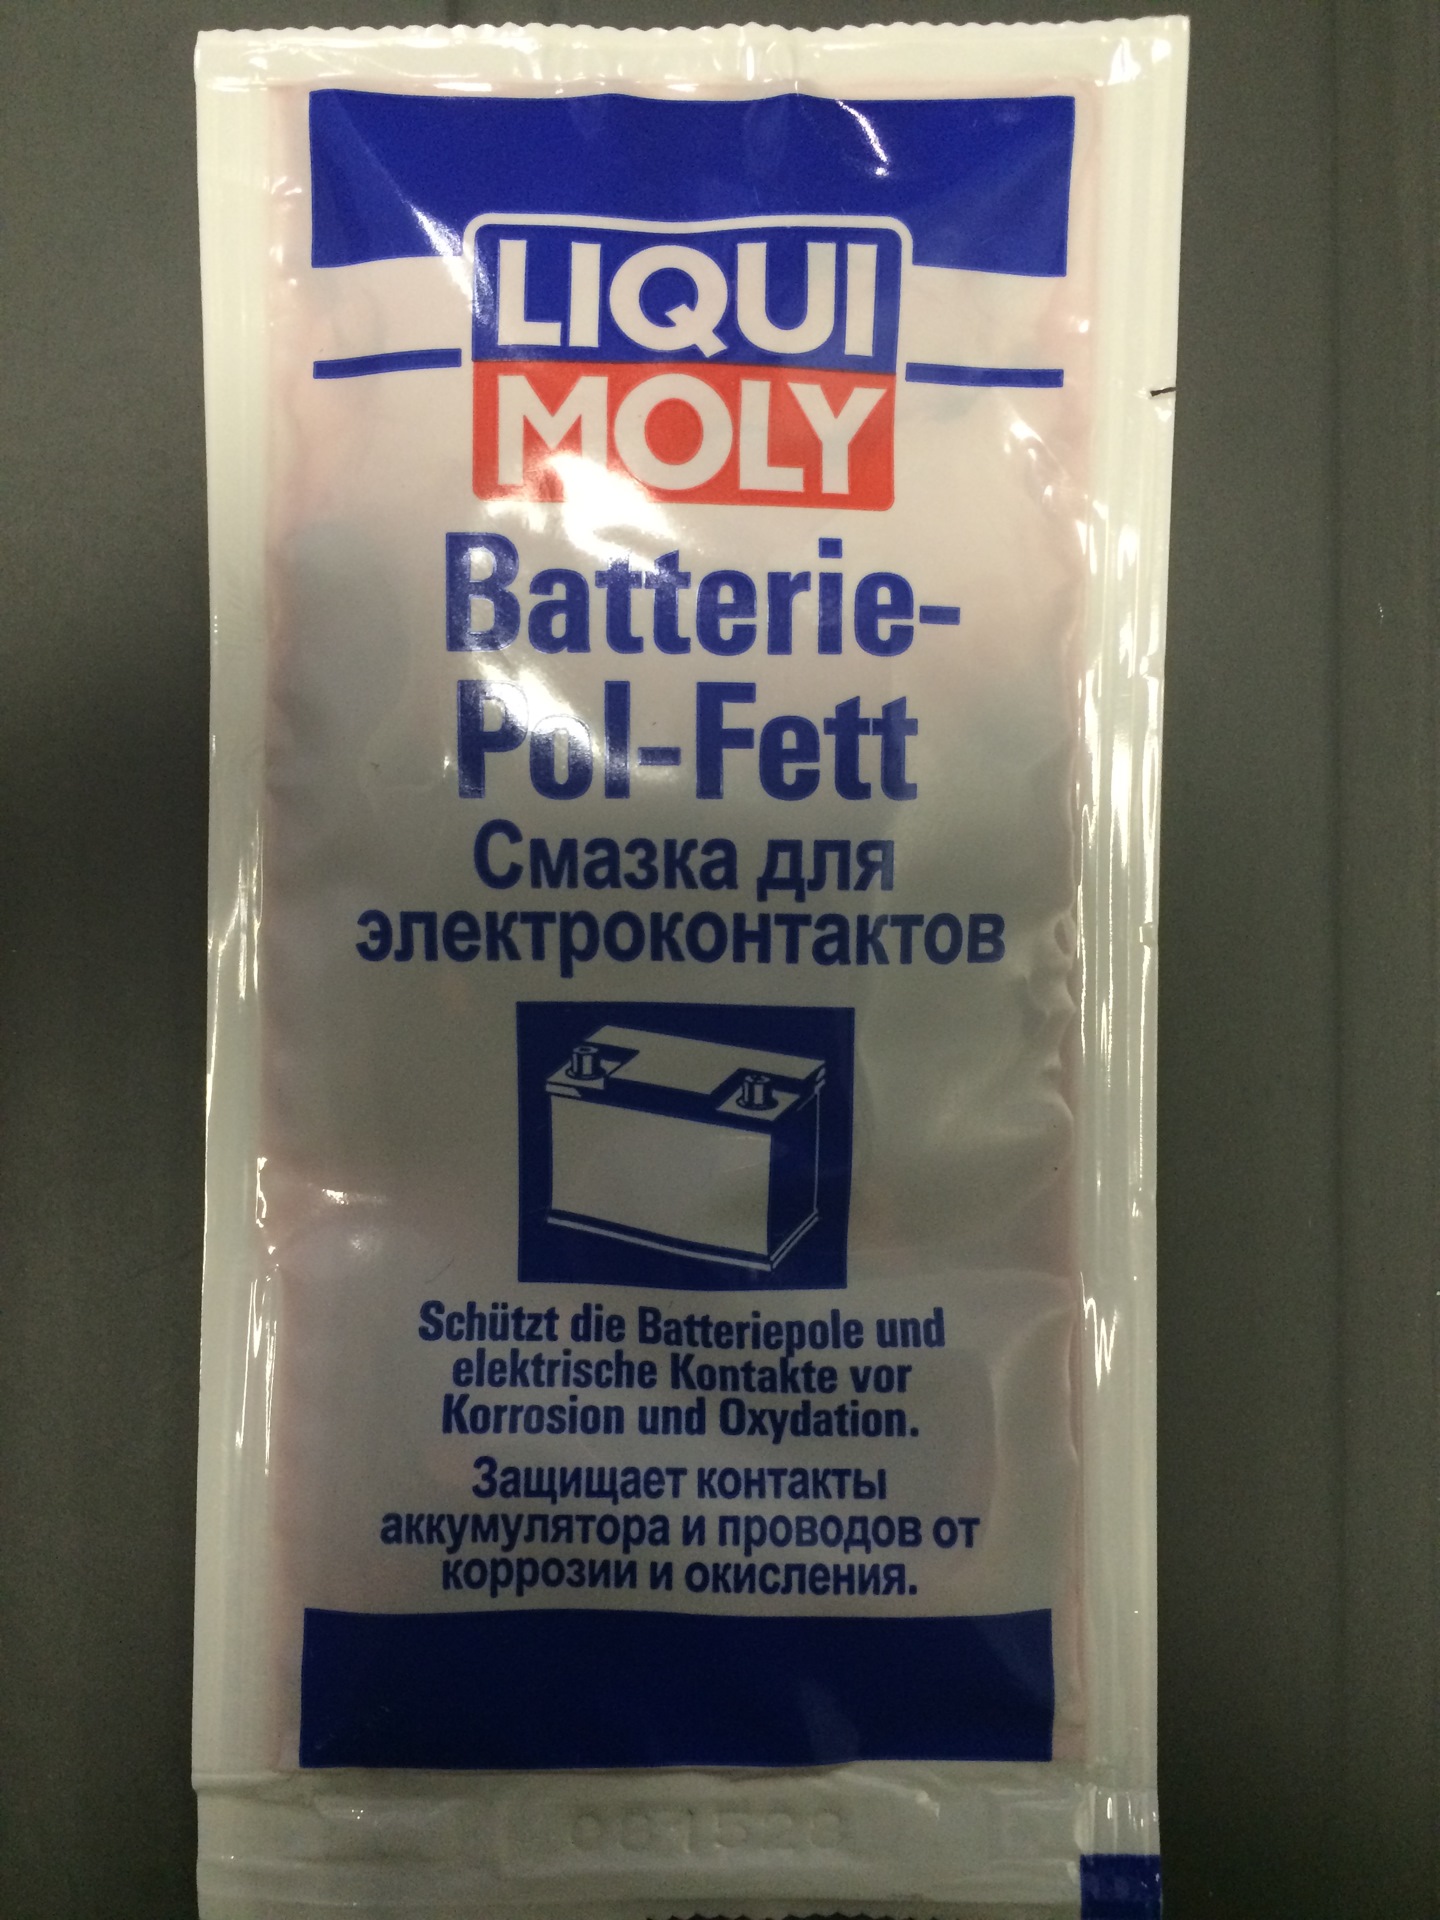 LIQUI
MOLY
Batterie-
Pol-Fett
Смазка для
электроконтактов
Schützt die Batteriepole und
elektrische Kontakte vor
Korrosion und Oxydation.
Защищает контакты
аккумулятора и проводов от
коррозии и окисления.